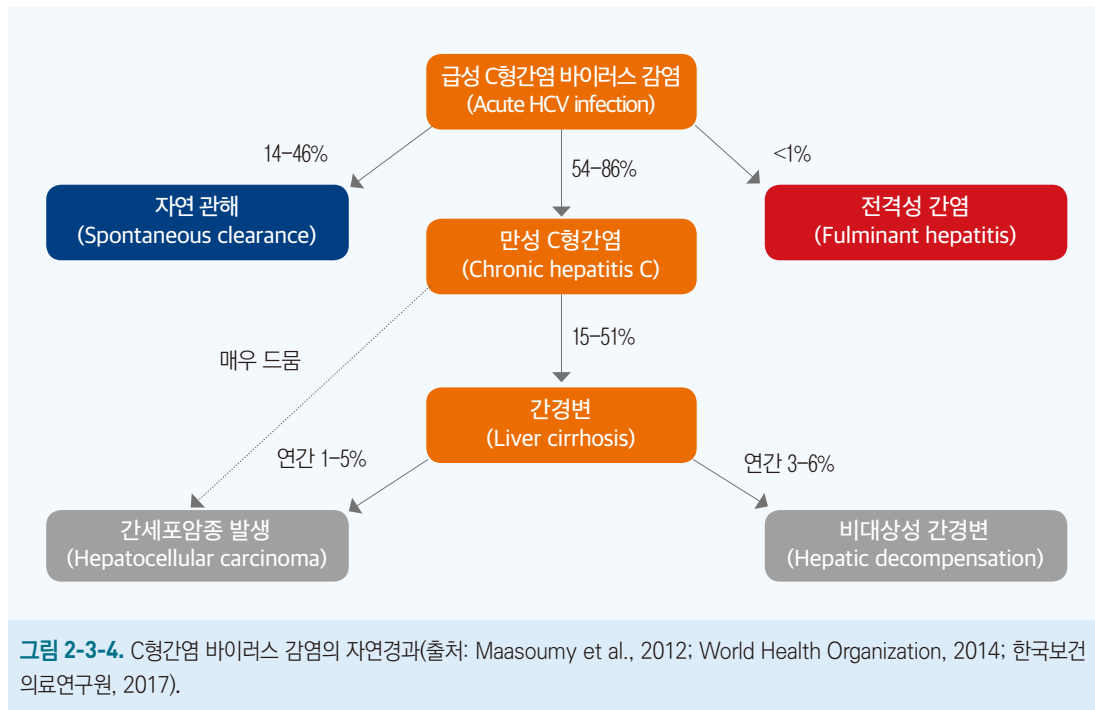 급성 C형간염 바이러스 감염
(Acute HCV infection)
14–46%
54–86%
<1%
자연 관해
(Spontaneous clearance)
전격성 간염
(Fulminant hepatitis)
만성 C형간염
(Chronic hepatitis C)
15–51%
매우 드뭄
간경변
(Liver cirrhosis)
연간 1–5%
연간 3–6%
간세포암종 발생
(Hepatocellular carcinoma)
비대상성 간경변
(Hepatic decompensation)
그림 2-3-4. C형간염 바이러스 감염의 자연경과(출처: Maasoumy et al., 2012; World Health Organization, 2014; 한국보건
의료연구원, 2017).